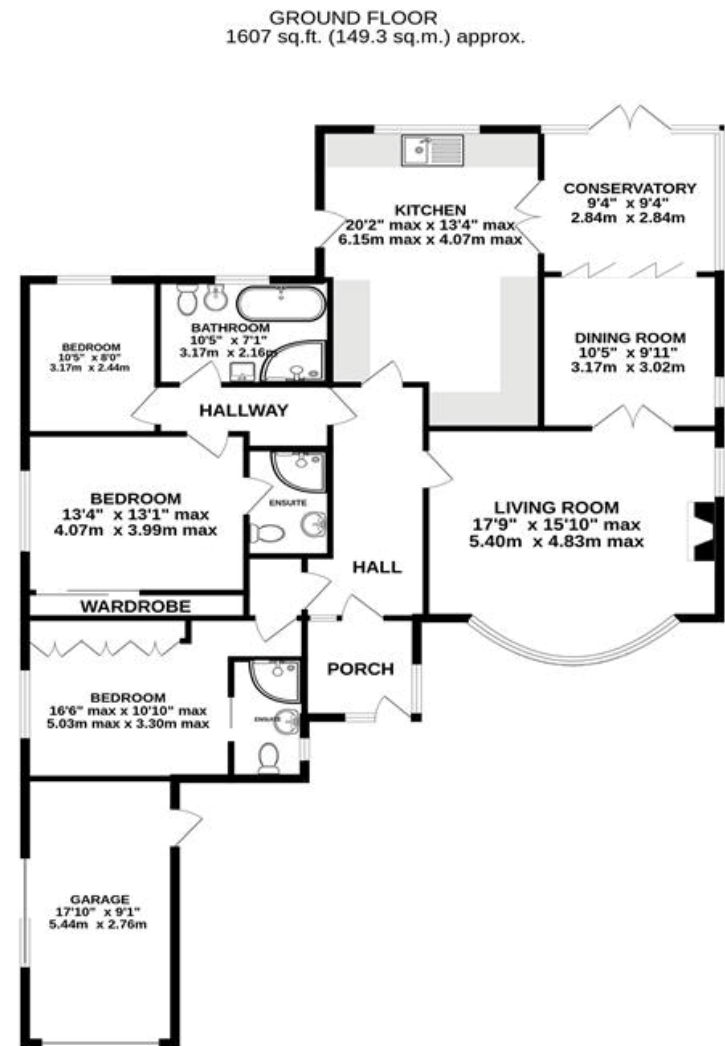 GROUND FLOOR
1607 sq.ft. (149.3 sq.m.) approx.
CONSERVATORY
9'4" x 9'4"
2.84m x 2.84m
KITCHEN
20'2" max x 13'4" max
6.15m max x 4.07m max
BATHROOM
10'5" x 7'1"
3.17m x 2.16m
BEDROOM
10'5" x 8'0"
3.17m x 2.44m
DINING ROOM
10'5" x 9'11"
3.17m x 3.02m
HALLWAY
BEDROOM
13'4" x 13'1" max
4.07m x 3.99m max
ENSUITE
LIVING ROOM
17'9" x 15'10" max
5.40m x 4.83m max
HALL
WARDROBE
PORCH
BEDROOM
16'6" max x 10'10" max
5.03m max x 3.30m max
ENSUITE
GARAGE
17'10" x 9'1"
5.44m x 2.76m